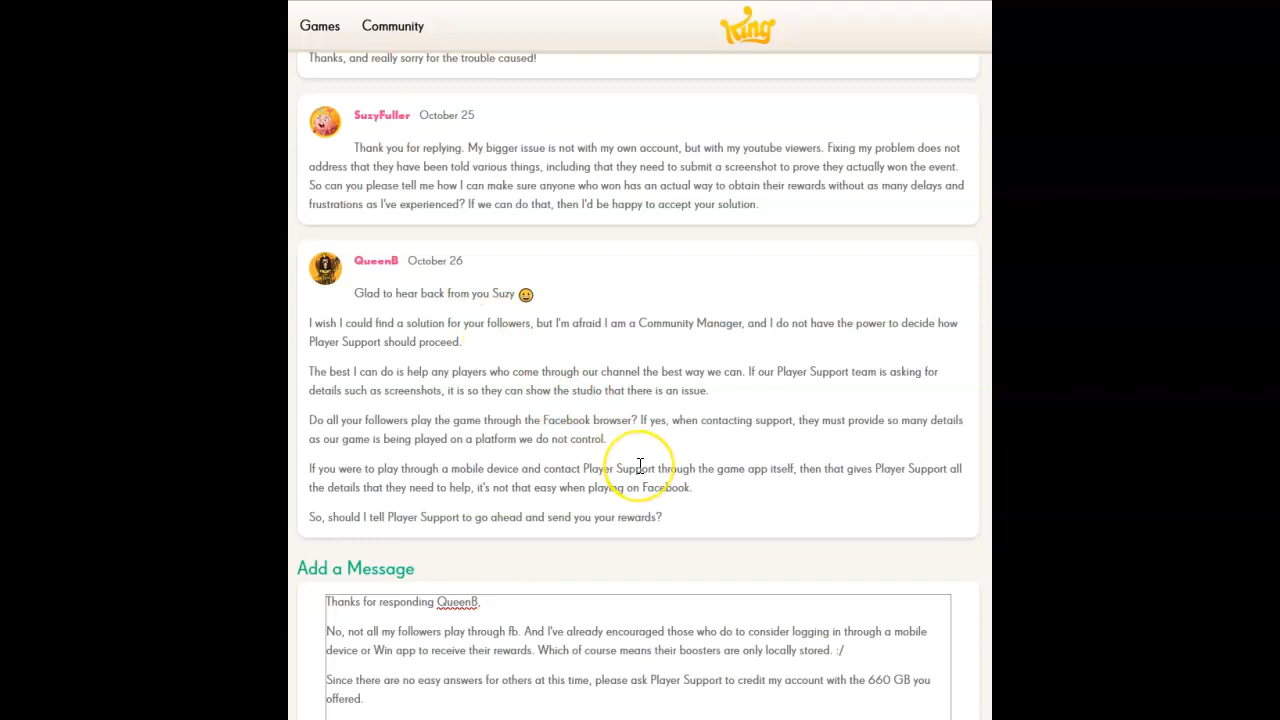 Games Community King
Thanks, and really sorry for the trouble caused!
SuzyFuller October 25
Thank you for replying. My bigger issue is not with my own account, but with my youtube viewers. Fixing my problem does not
address that they have been told various things, including that they need to submit a screenshot to prove they actually won the event.
So can you please tell me how I can make sure anyone who won has an actual way to obtain their rewards without as many delays and
frustrations as I've experienced? If we can do that, then I'd be happy to accept your solution.
QueenB October 26
Glad to hear back from you Suzy
I wish I could find a solution for your followers, but I'm afraid I am a Community Manager, and I do not have the power to decide how
Player Support should proceed.
The best I can do is help any players who come through our channel the best way we can. If our Player Support team is asking for
details such as screenshots, it is so they can show the studio that there is an issue.
Do all your followers play the game through the Facebook browser? If yes, when contacting support, they must provide so many details
as our game is being played on a platform we do not control.
If you were to play through a mobile device and contact Player Support through the game app itself, then that gives Player Support all
the details that they need to help, it's not that easy when playing on Facebook.
So, should I tell Player Support to go ahead and send you your rewards?
Add a Message
Thanks for responding QueenB,
No, not all my followers play through fb. And I've already encouraged those who do to consider logging in through a mobile
device or Win app to receive their rewards. Which of course means their boosters are only locally stored. :/
Since there are no easy answers for others at this time, please ask Player Support to credit my account with the 660 GB you
offered.